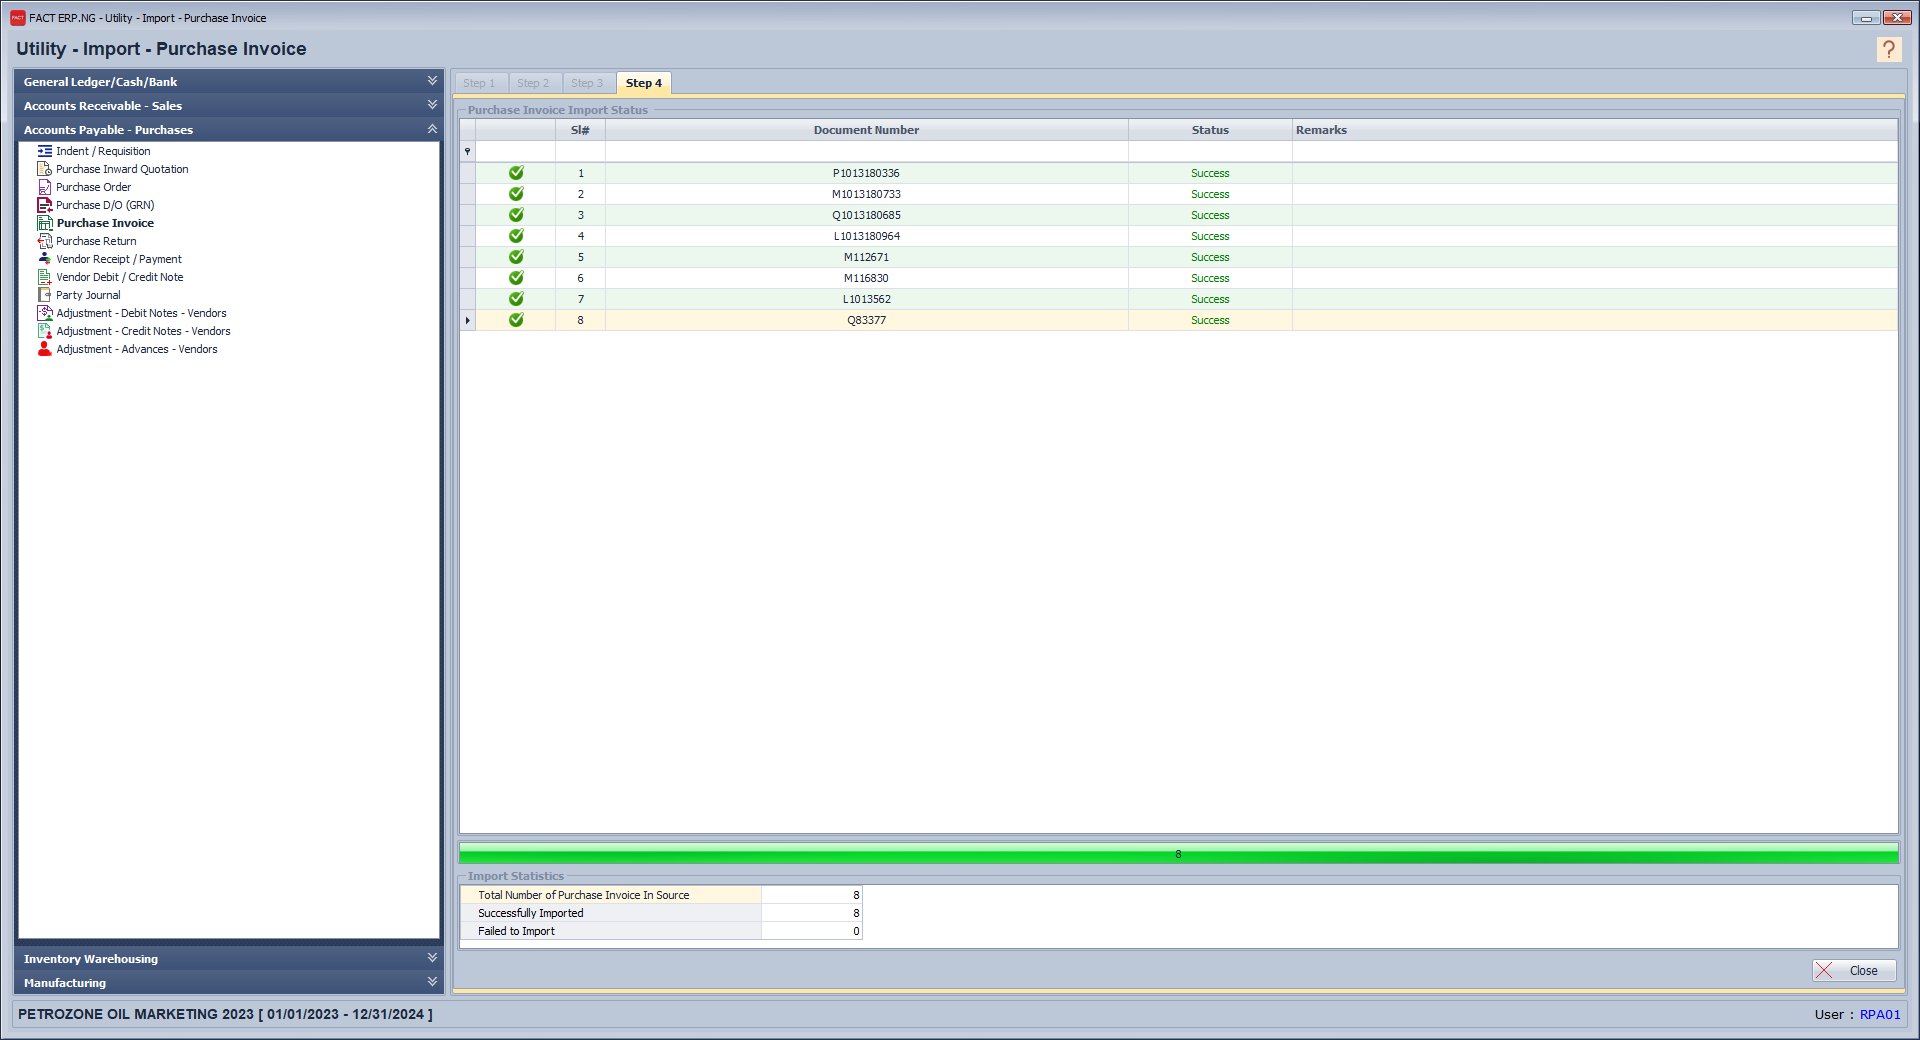 FACT ERP.NG - Utility - Import - Purchase Invoice
Utility - Import - Purchase Invoice
?
General Ledger/Cash/Bank
Accounts Receivable - Sales
Accounts Payable - Purchases
Indent / Requisition
Purchase Inward Quotation
Purchase Order
Purchase D/O (GRN)
Purchase Invoice
Purchase Return
Vendor Receipt / Payment
Vendor Debit / Credit Note
Party Journal
Adjustment - Debit Notes - Vendors
Adjustment - Credit Notes - Vendors
Adjustment - Advances - Vendors
Inventory Warehousing
Manufacturing
Step 1 Step 2 Step 3 Step 4
Purchase Invoice Import Status
Sl# Document Number Status Remarks
1 P1013180336 Success
2 M1013180733 Success
3 Q1013180685 Success
4 L1013180964 Success
5 M112671 Success
6 M116830 Success
7 L1013562 Success
8 Q83377 Success
8
Import Statistics
Total Number of Purchase Invoice In Source 8
Successfully Imported 8
Failed to Import 0
Close
PETROZONE OIL MARKETING 2023 [ 01/01/2023 - 12/31/2024 ]
User : RPA01